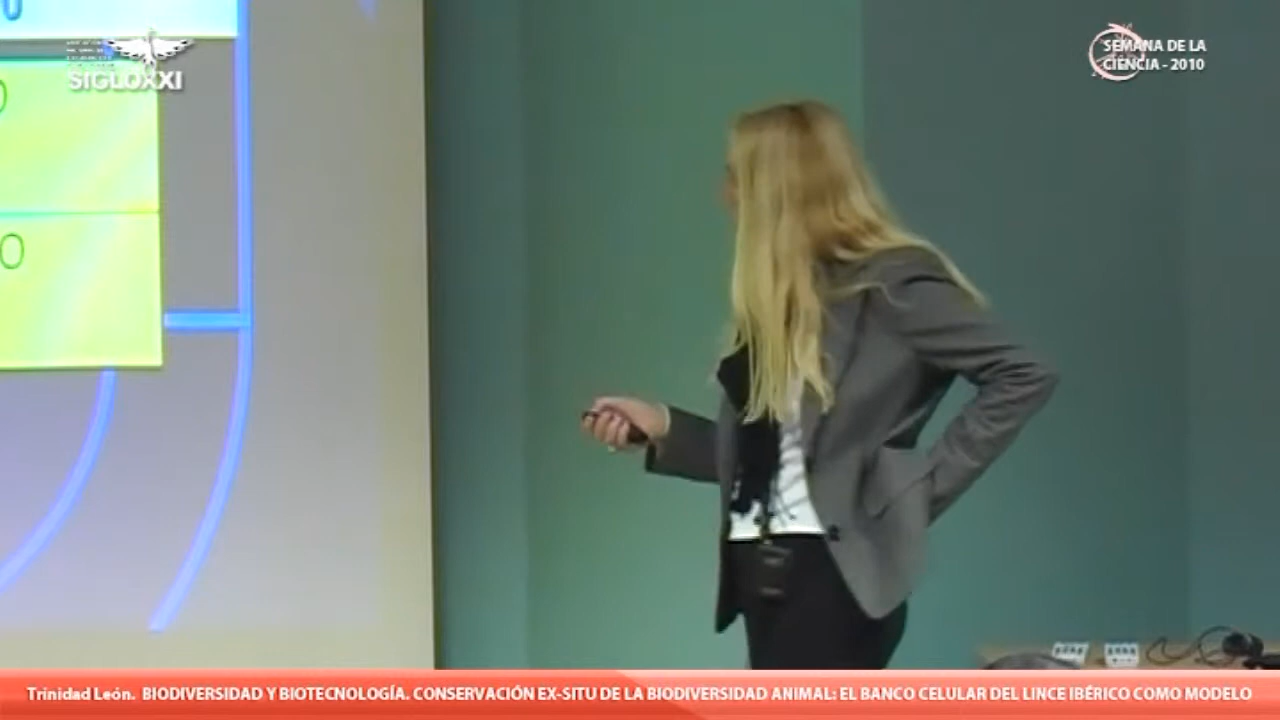 SIGLOXXI
SEMANA DE LA
CIENCIA - 2010
Trinidad León. BIODIVERSIDAD Y BIOTECNOLOGÍA. CONSERVACIÓN EX-SITU DE LA BIODIVERSIDAD ANIMAL: EL BANCO CELULAR DEL LINCE IBÉRICO COMO MODELO